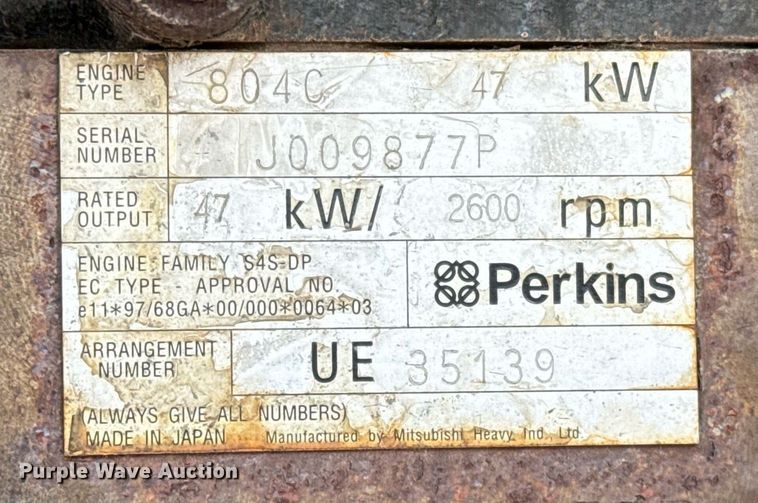 ENGINE TYPE 804C 47 kW
SERIAL NUMBER J009877P
RATED OUTPUT 47 kW/ 2600 rpm
ENGINE FAMILY S4S-DP
EC TYPE - APPROVAL NO.
e11*97/68GA*00/000*0064*03
Perkins
ARRANGEMENT NUMBER UE 35139
(ALWAYS GIVE ALL NUMBERS)
MADE IN JAPAN Manufactured by Mitsubishi Heavy Ind., Ltd.
Purple Wave Auction